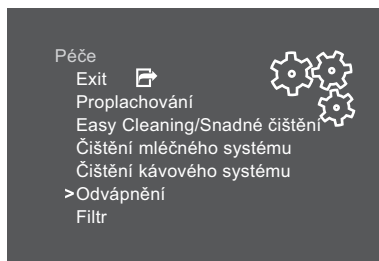 Péče
Exit
Proplachování
Easy Cleaning/Snadné čištění
Čištění mléčného systému
Čištění kávového systému
>Odvápnění
Filtr